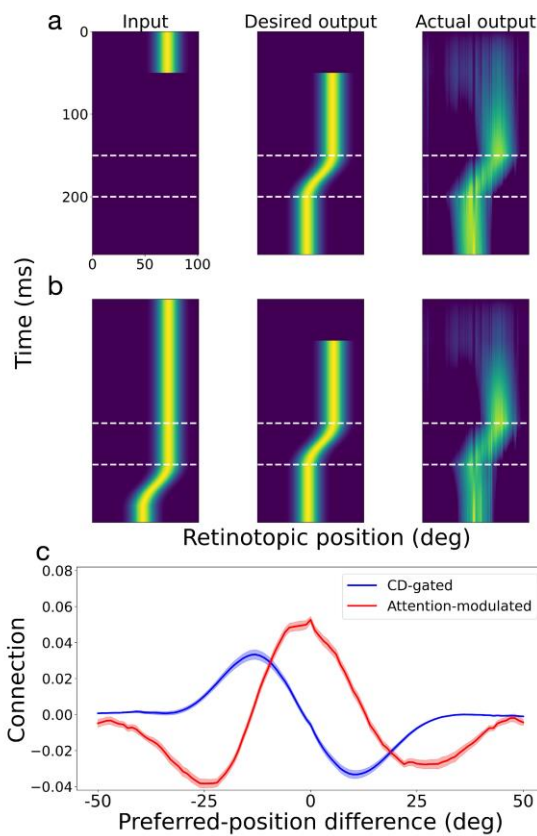 a
Input Desired output Actual output
0
100
200
0 50 100
b
Time (ms)
Retinotopic position (deg)
c
0.08
0.06
0.04
0.02
0.00
-0.02
-0.04
Connection
CD-gated
Attention-modulated
-50 -25 0 25 50
Preferred-position difference (deg)